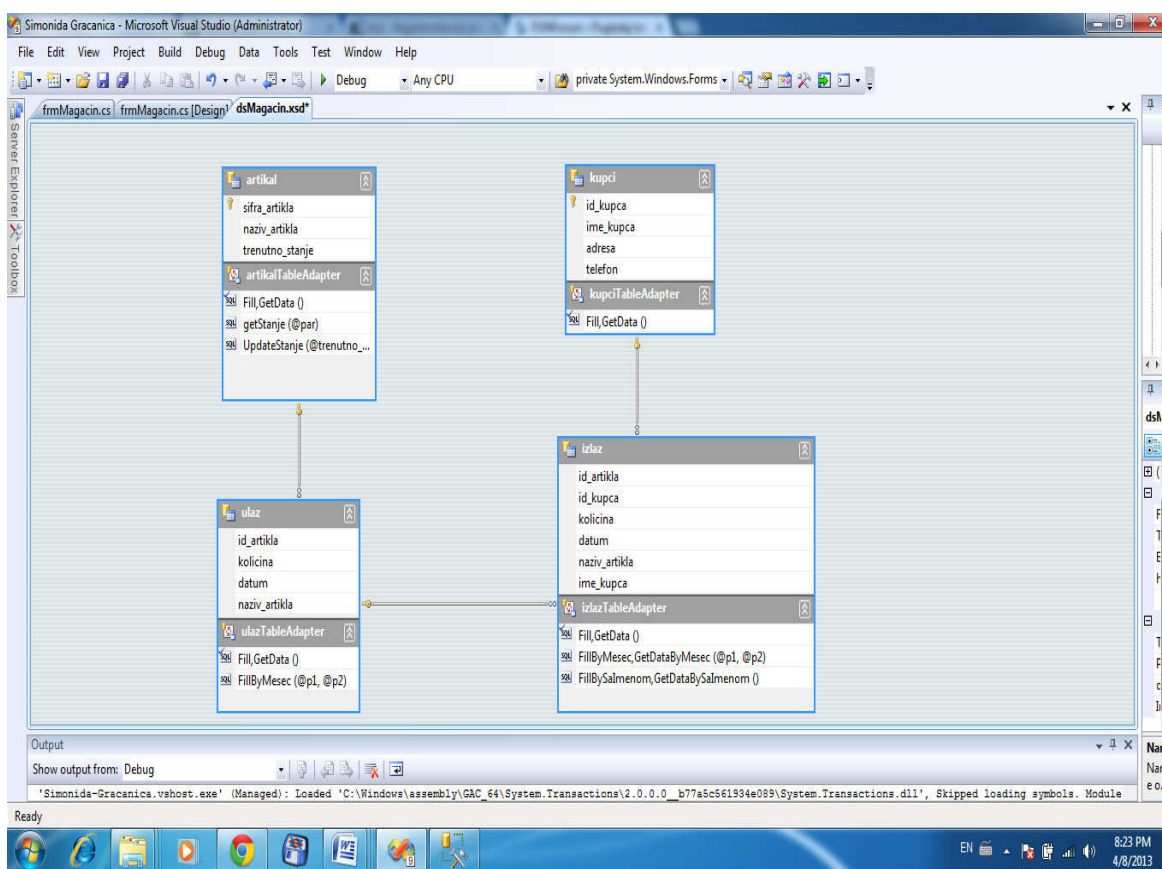 Simonida Gracanica - Microsoft Visual Studio (Administrator)
File Edit View Project Build Debug Data Tools Test Window Help
Debug Any CPU private System.Windows.Forms
frmMagacin.cs frmMagacin.cs [Design] dsMagacin.xsd*
Server Explorer
Toolbox
artikal
sifra_artikla
naziv_artikla
trenutno_stanje
artikalTableAdapter
Fill,GetData ()
getStanje (@par)
UpdateStanje (@trenutno_...
kupci
id_kupca
ime_kupca
adresa
telefon
kupciTableAdapter
Fill,GetData ()
ulaz
id_artikla
kolicina
datum
naziv_artikla
ulazTableAdapter
Fill,GetData ()
FillByMesec (@p1, @p2)
izlaz
id_artikla
id_kupca
kolicina
datum
naziv_artikla
ime_kupca
izlazTableAdapter
Fill,GetData ()
FillByMesec,GetDataByMesec (@p1, @p2)
FillBySaImenom,GetDataBySaImenom ()
Output
Show output from: Debug
'Simonida-Gracanica.vshost.exe' (Managed): Loaded 'C:\Windows\assembly\GAC_64\System.Transactions\2.0.0.0__b77a5c561934e089\System.Transactions.dll', Skipped loading symbols. Module
Ready
EN
8:23 PM
4/8/2013